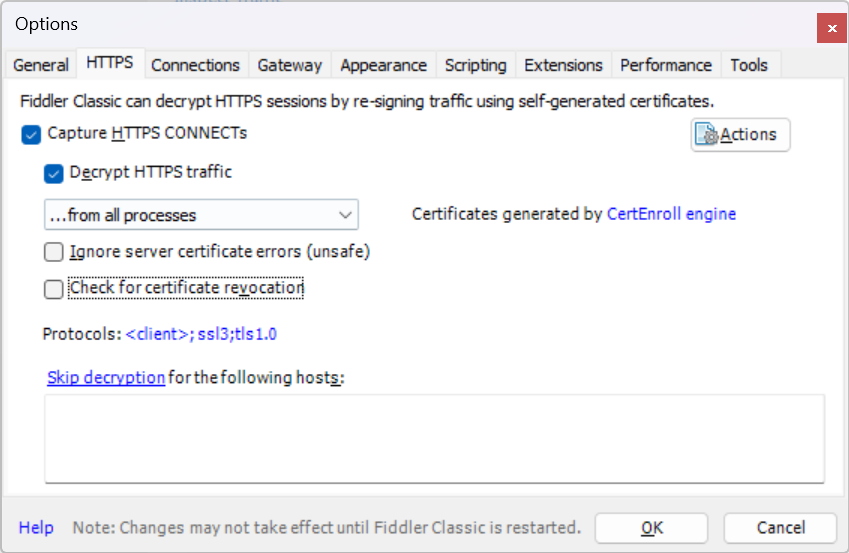 Options
General HTTPS Connections Gateway Appearance Scripting Extensions Performance Tools
Fiddler Classic can decrypt HTTPS sessions by re-signing traffic using self-generated certificates.
Capture HTTPS CONNECTs
Actions
Decrypt HTTPS traffic
...from all processes
Certificates generated by CertEnroll engine
Ignore server certificate errors (unsafe)
Check for certificate revocation
Protocols: <client>; ssl3;tls1.0
Skip decryption for the following hosts:
Help Note: Changes may not take effect until Fiddler Classic is restarted. OK Cancel